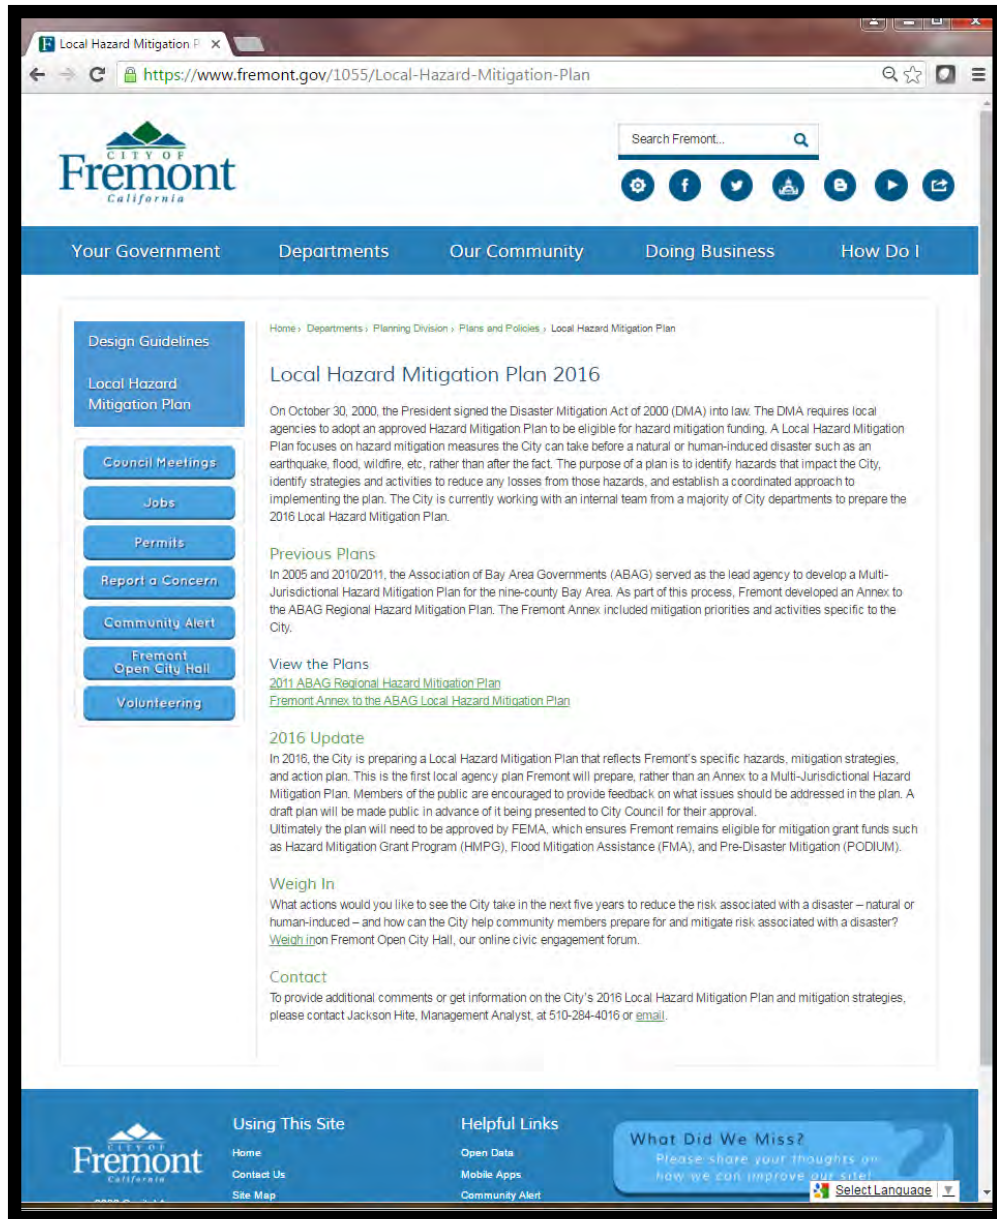 Local Hazard Mitigation P
https://www.fremont.gov/1055/Local-Hazard-Mitigation-Plan
CITY OF
Fremont
California
Search Fremont...
Your Government Departments Our Community Doing Business How Do I
Design Guidelines
Local Hazard
Mitigation Plan
Council Meetings
Jobs
Permits
Report a Concern
Community Alert
Fremont
Open City Hall
Volunteering
Home › Departments › Planning Division › Plans and Policies › Local Hazard Mitigation Plan
Local Hazard Mitigation Plan 2016
On October 30, 2000, the President signed the Disaster Mitigation Act of 2000 (DMA) into law. The DMA requires local
agencies to adopt an approved Hazard Mitigation Plan to be eligible for hazard mitigation funding. A Local Hazard Mitigation
Plan focuses on hazard mitigation measures the City can take before a natural or human-induced disaster such as an
earthquake, flood, wildfire, etc, rather than after the fact. The purpose of a plan is to identify hazards that impact the City,
identify strategies and activities to reduce any losses from those hazards, and establish a coordinated approach to
implementing the plan. The City is currently working with an internal team from a majority of City departments to prepare the
2016 Local Hazard Mitigation Plan.
Previous Plans
In 2005 and 2010/2011, the Association of Bay Area Governments (ABAG) served as the lead agency to develop a Multi-
Jurisdictional Hazard Mitigation Plan for the nine-county Bay Area. As part of this process, Fremont developed an Annex to
the ABAG Regional Hazard Mitigation Plan. The Fremont Annex included mitigation priorities and activities specific to the
City.
View the Plans
2011 ABAG Regional Hazard Mitigation Plan
Fremont Annex to the ABAG Local Hazard Mitigation Plan
2016 Update
In 2016, the City is preparing a Local Hazard Mitigation Plan that reflects Fremont's specific hazards, mitigation strategies,
and action plan. This is the first local agency plan Fremont will prepare, rather than an Annex to a Multi-Jurisdictional Hazard
Mitigation Plan. Members of the public are encouraged to provide feedback on what issues should be addressed in the plan. A
draft plan will be made public in advance of it being presented to City Council for their approval.
Ultimately the plan will need to be approved by FEMA, which ensures Fremont remains eligible for mitigation grant funds such
as Hazard Mitigation Grant Program (HMPG), Flood Mitigation Assistance (FMA), and Pre-Disaster Mitigation (PODIUM).
Weigh In
What actions would you like to see the City take in the next five years to reduce the risk associated with a disaster – natural or
human-induced – and how can the City help community members prepare for and mitigate risk associated with a disaster?
Weigh inon Fremont Open City Hall, our online civic engagement forum.
Contact
To provide additional comments or get information on the City's 2016 Local Hazard Mitigation Plan and mitigation strategies,
please contact Jackson Hite, Management Analyst, at 510-284-4016 or email.
CITY OF
Fremont
California
Using This Site
Home
Contact Us
Site Map
Helpful Links
Open Data
Mobile Apps
Community Alert
What Did We Miss?
Please share your thoughts on
how we can improve our site!
Select Language